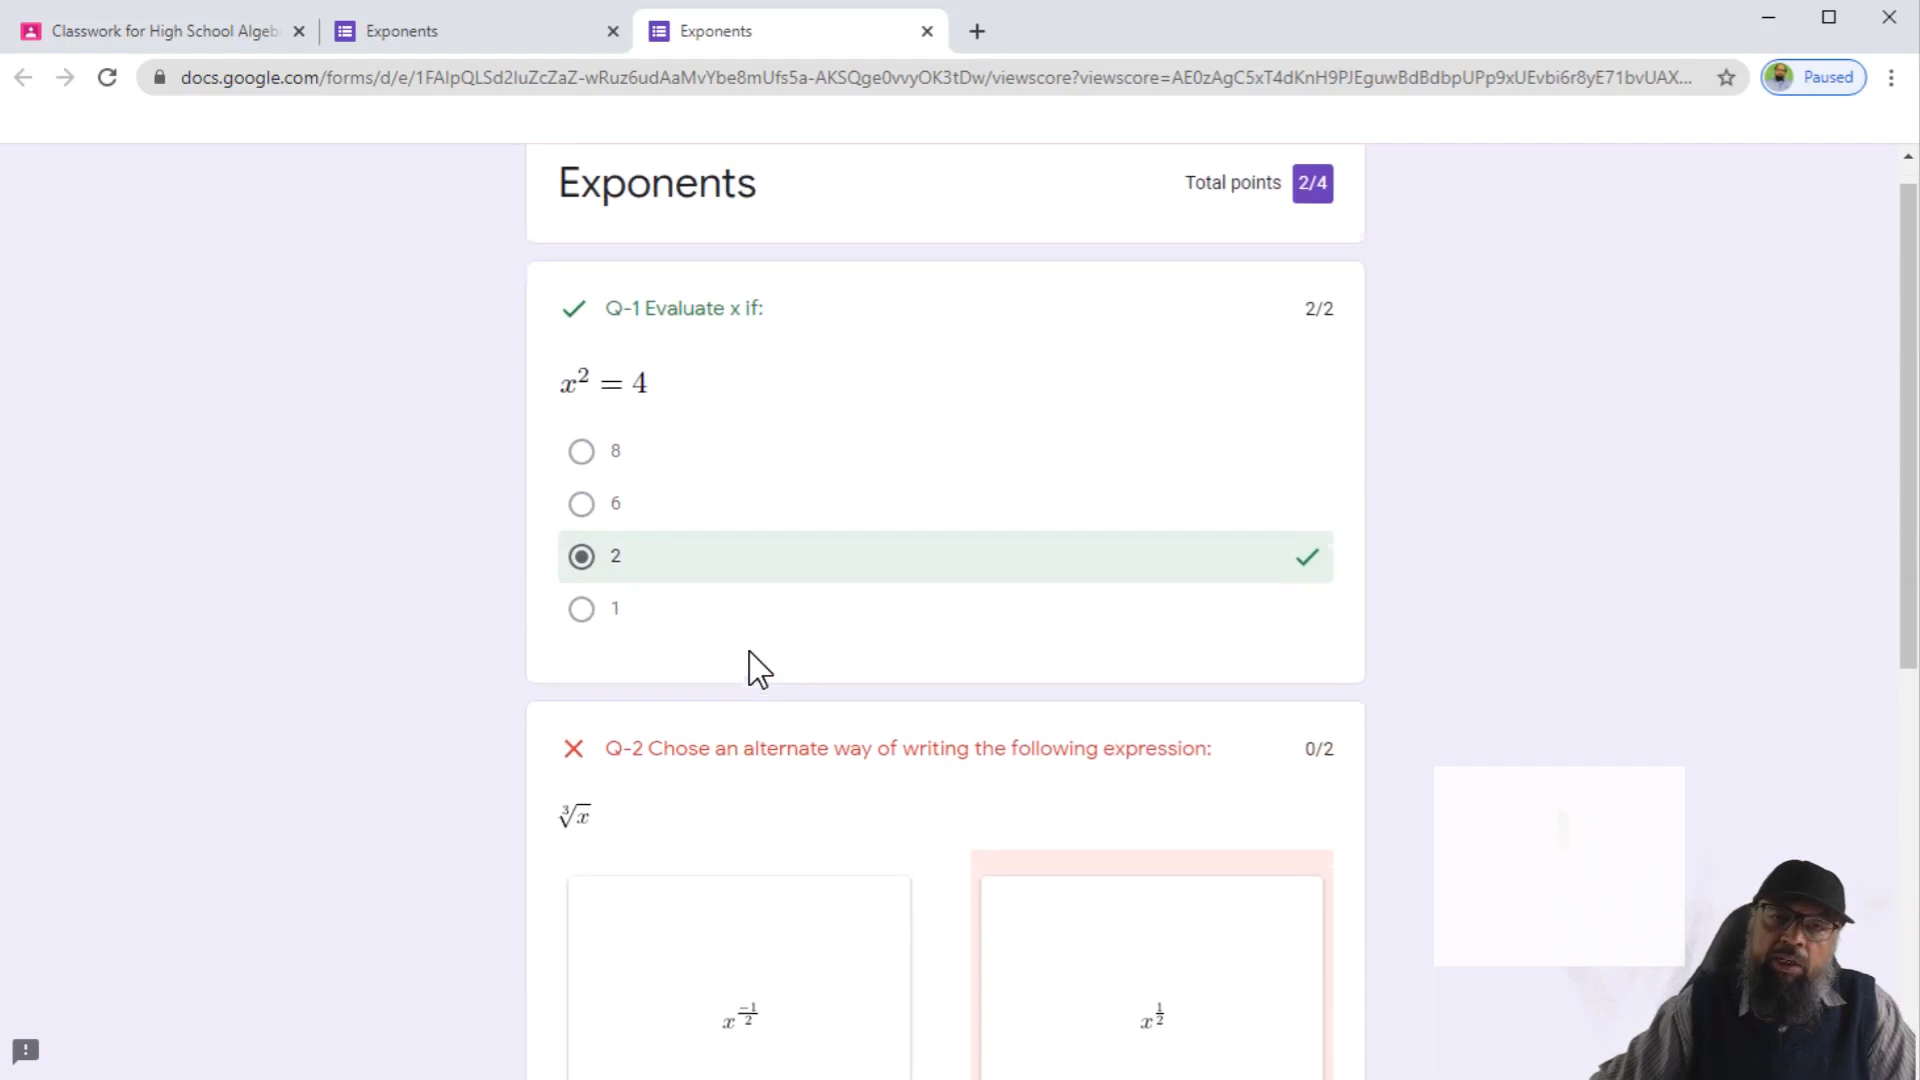 Classwork for High School Algeb
Exponents
Exponents
docs.google.com/forms/d/e/1FAIpQLSd2IuZcZaZ-wRuz6udAaMvYbe8mUfs5a-AKSQge0vvyOK3tDw/viewscore?viewscore=AE0zAgC5xT4dKnH9PJEguwBdBdbpUPp9xUEvbi6r8yE71bvUAX...
Paused
Exponents
Total points 2/4
Q-1 Evaluate x if:
2/2
x² = 4
8
6
2
1
Q-2 Chose an alternate way of writing the following expression:
0/2
∛x
x^(-1/2)
x^(1/2)